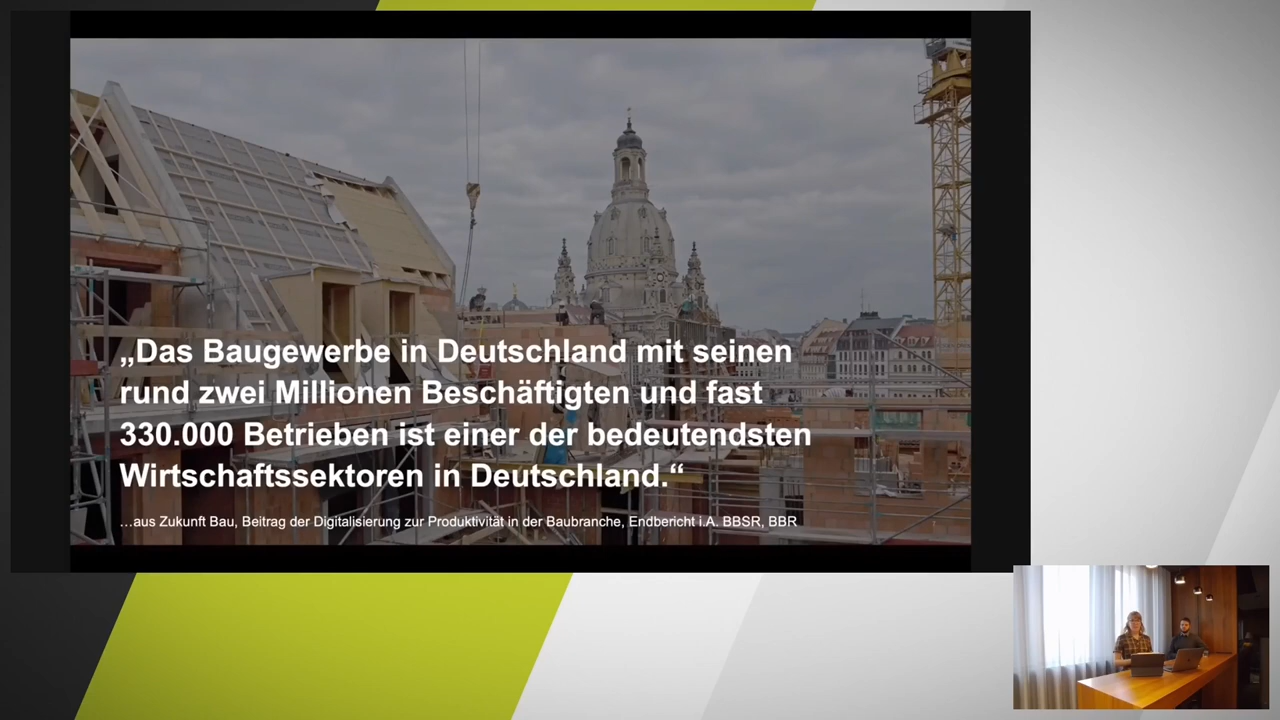 „Das Baugewerbe in Deutschland mit seinen
rund zwei Millionen Beschäftigten und fast
330.000 Betrieben ist einer der bedeutendsten
Wirtschaftssektoren in Deutschland.“
…aus Zukunft Bau, Beitrag der Digitalisierung zur Produktivität in der Baubranche, Endbericht i.A. BBSR, BBR